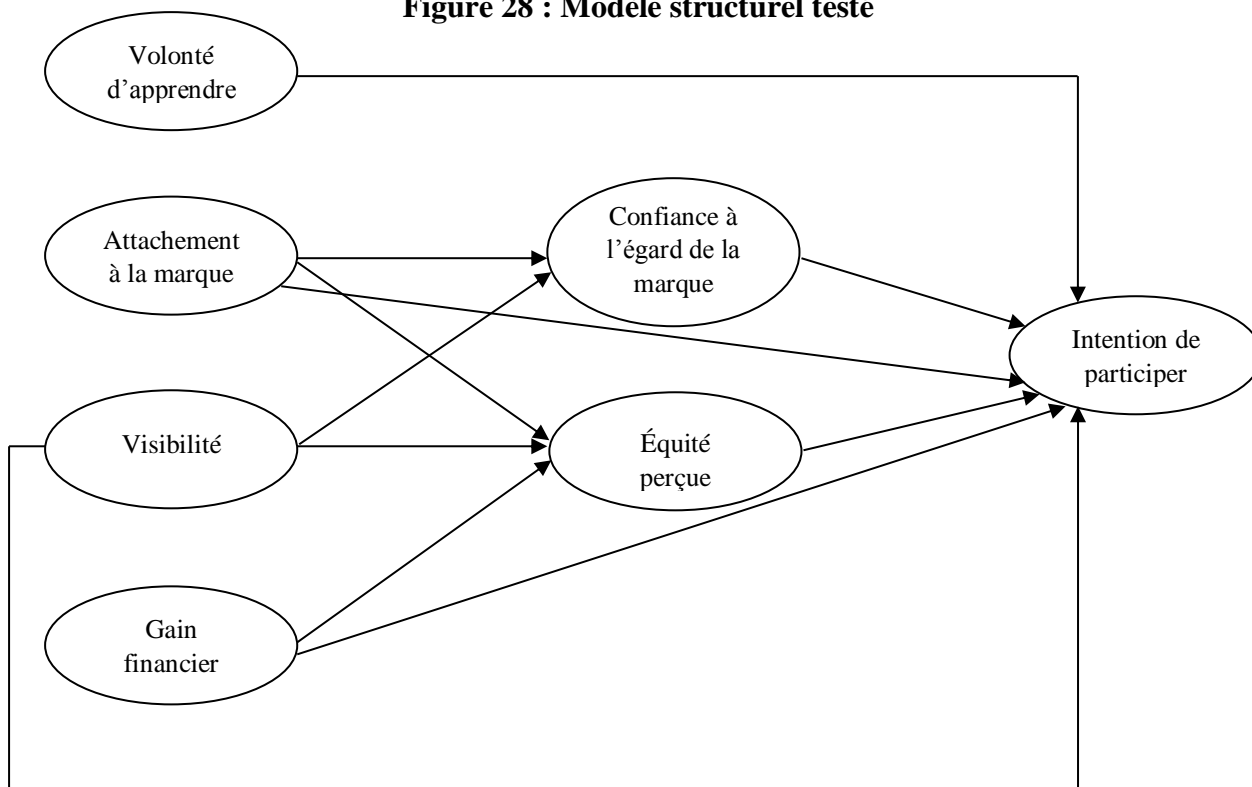 Figure 28 : Modèle structurel testé
Volonté
d’apprendre
Attachement
à la marque
Confiance à
l’égard de la
marque
Intention de
participer
Visibilité
Équité
perçue
Gain
financier